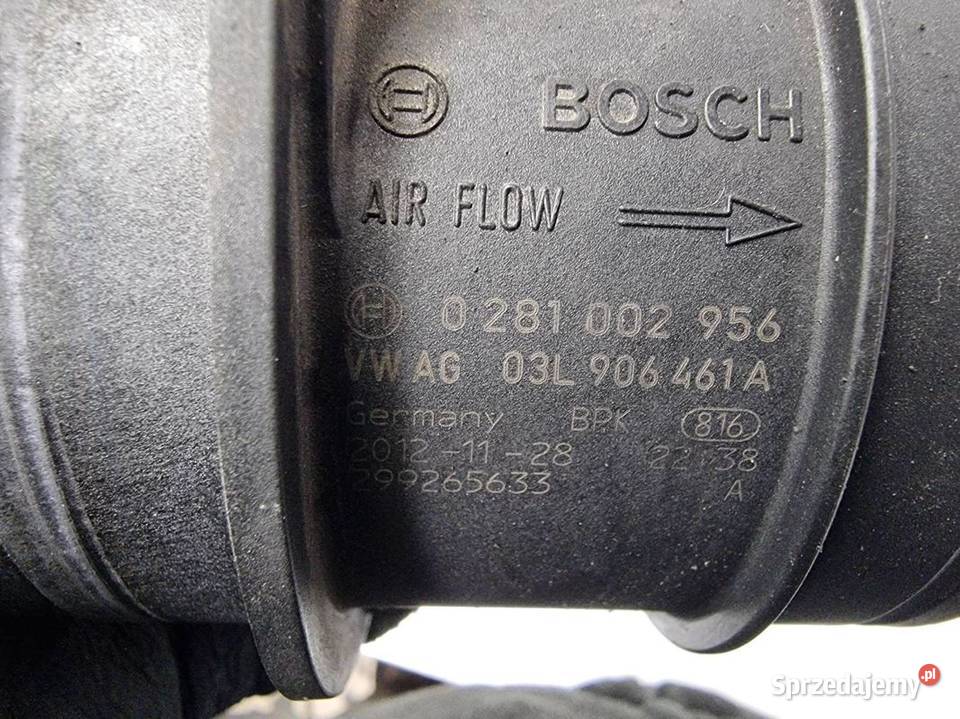 BOSCH
AIR FLOW
0 281 002 956
VW AG 03L 906 461 A
Germany BPK 816
2012-11-28 22:38
299265633 A
Sprzedajemy.pl